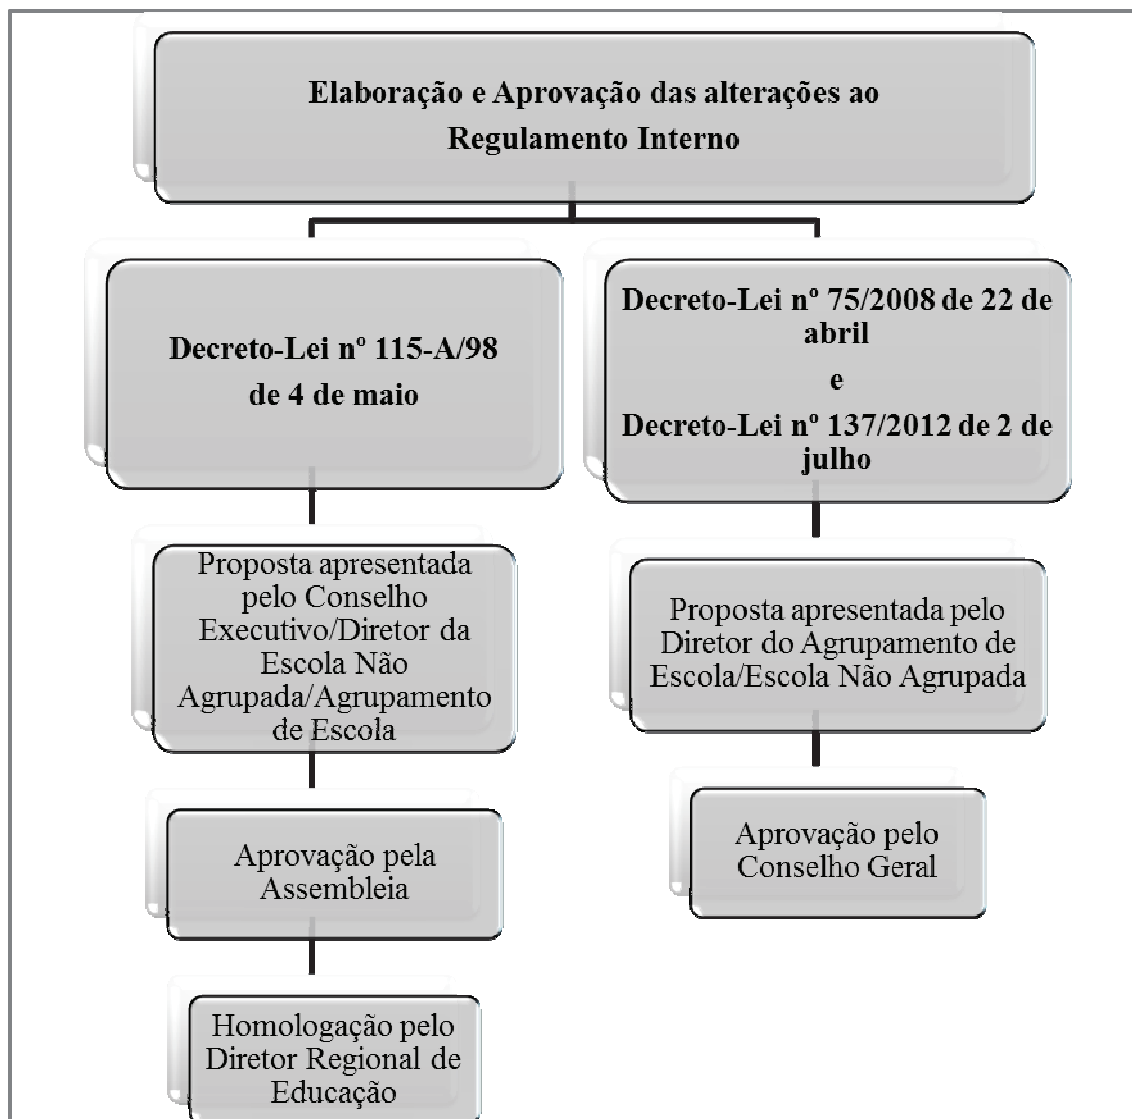 Elaboração e Aprovação das alterações ao
Regulamento Interno
Decreto-Lei nº 115-A/98
de 4 de maio
Proposta apresentada
pelo Conselho
Executivo/Diretor da
Escola Não
Agrupada/Agrupamento
de Escola
Aprovação pela
Assembleia
Homologação pelo
Diretor Regional de
Educação
Decreto-Lei nº 75/2008 de 22 de
abril
e
Decreto-Lei nº 137/2012 de 2 de
julho
Proposta apresentada pelo
Diretor do Agrupamento de
Escola/Escola Não Agrupada
Aprovação pelo
Conselho Geral